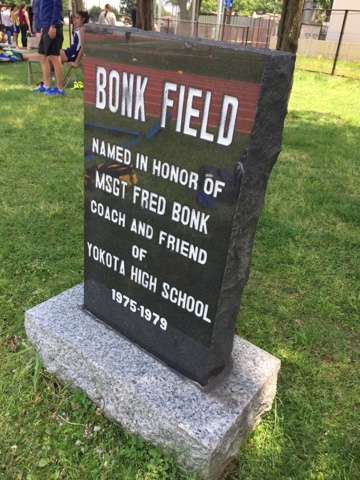 BONK FIELD
NAMED IN HONOR OF
MSGT FRED BONK
COACH AND FRIEND
OF
YOKOTA HIGH SCHOOL
1975-1979